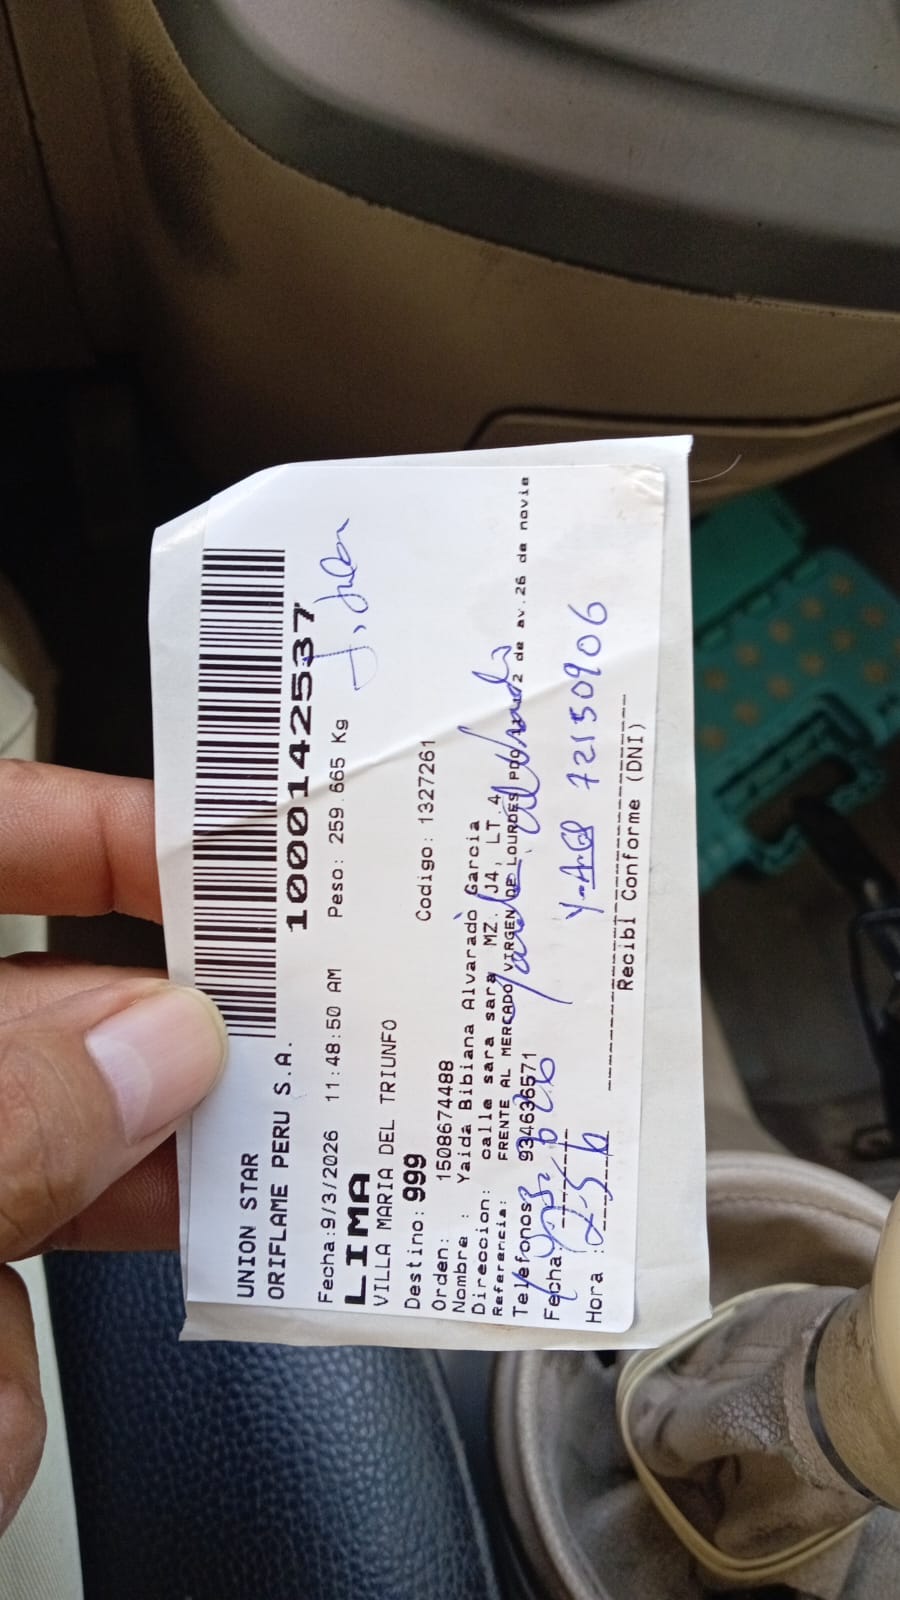 UNION STAR
ORIFLAME PERU S.A.
1000142537
Fecha:9/3/2026 11:48:50 AM Peso: 259.665 Kg
LIMA
VILLA MARIA DEL TRIUNFO
Destino: 999 Codigo: 1327261
Orden: 1508674488
Nombre : Yaida Bibiana Alvarado Garcia
Direccion: calle sara sara MZ. J4, LT.4
Referencia: FRENTE AL MERCADO VIRGEN DE LOURDES de av.26 de novie
Telefonos: 934636571
Fecha:
72150906
Hora :
Recibí Conforme (DNI)